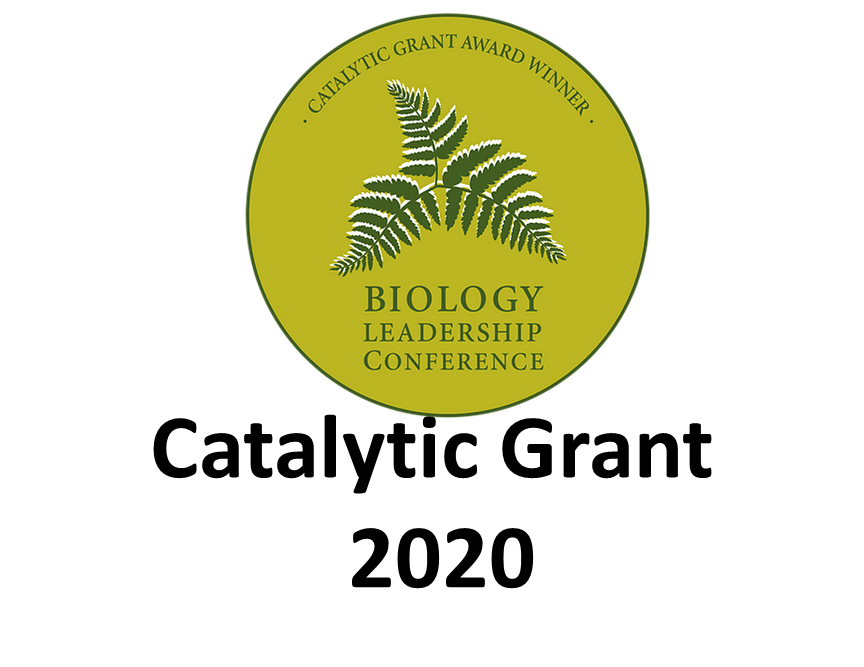 · CATALYTIC GRANT AWARD WINNER ·
BIOLOGY
LEADERSHIP
CONFERENCE
Catalytic Grant
2020